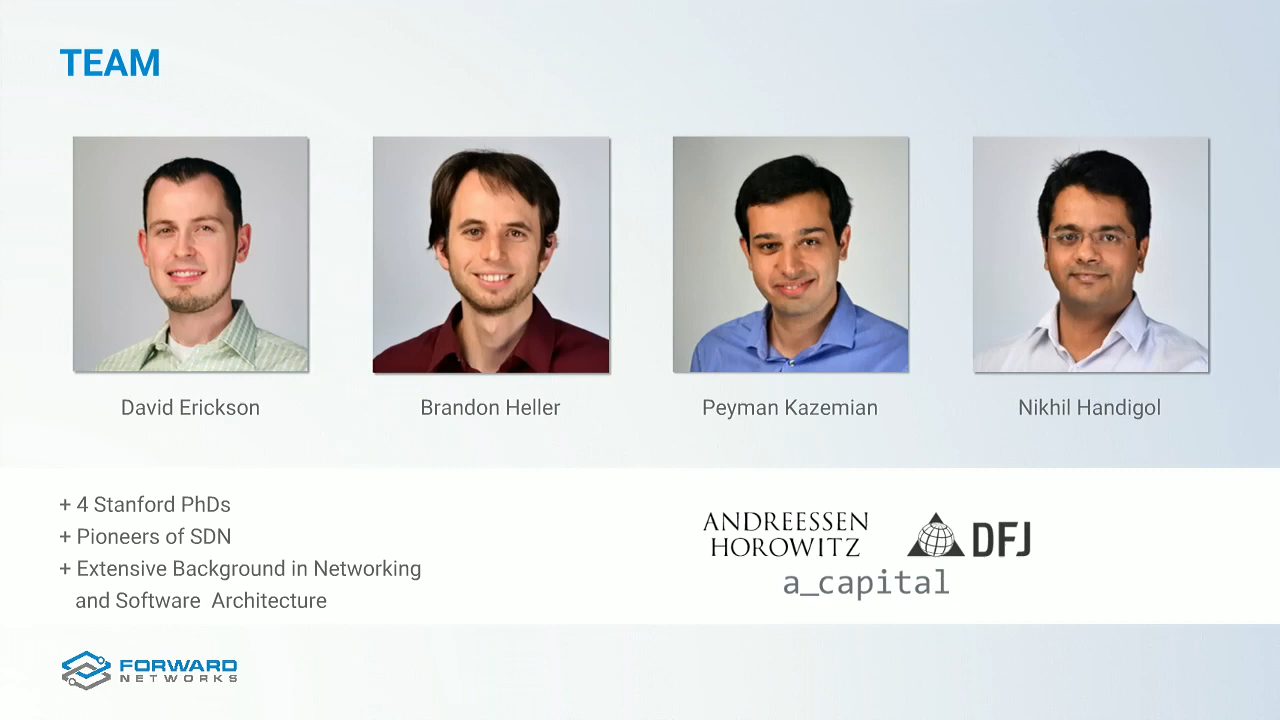 TEAM
David Erickson
Brandon Heller
Peyman Kazemian
Nikhil Handigol
+ 4 Stanford PhDs
+ Pioneers of SDN
+ Extensive Background in Networking
and Software  Architecture
ANDREESSEN
HOROWITZ
DFJ
a_capital
FORWARD
NETWORKS